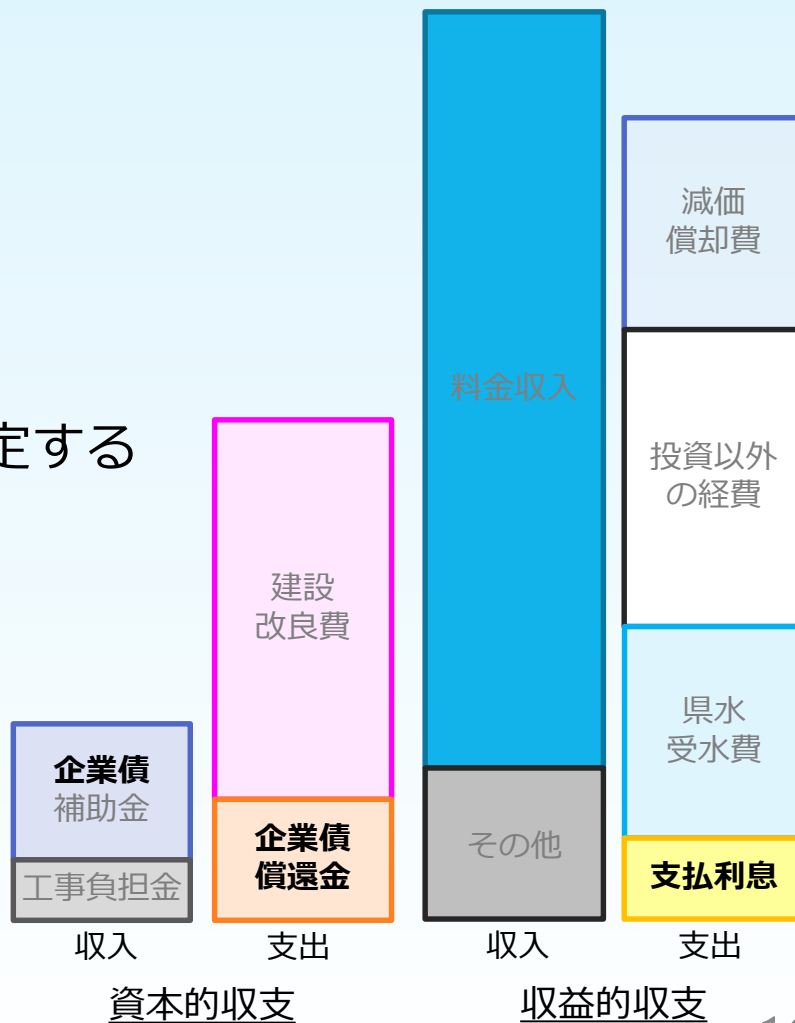 定する
企業債
補助金
工事負担金
収入
建設
改良費
企業債
償還金
支出
資本的収支
料金収入
その他
収入
減価
償却費
投資以外
の経費
県水
受水費
支払利息
支出
収益的収支